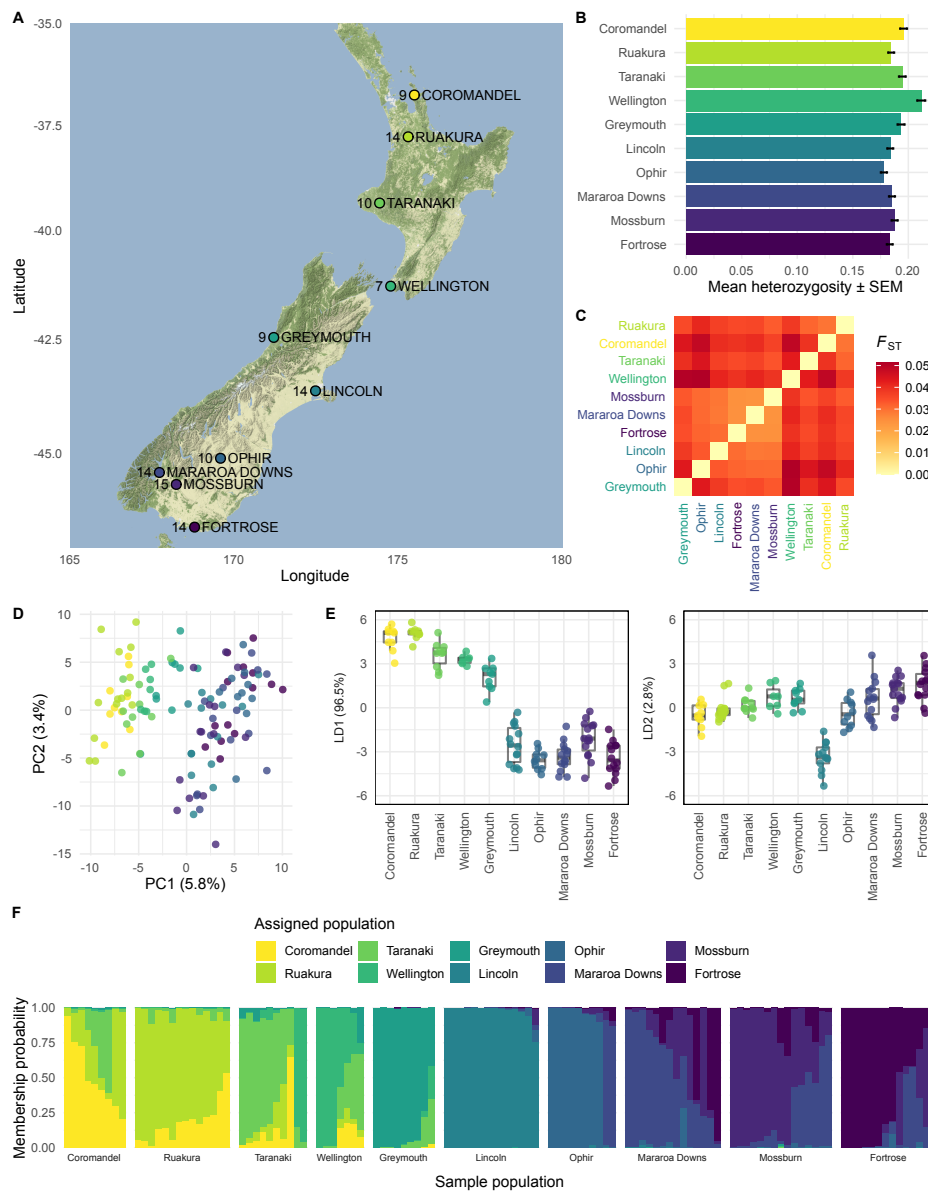 A
-35.0
-37.5
-40.0
-42.5
-45.0
Latitude
9 COROMANDEL
14 RUAKURA
10 TARANAKI
7 WELLINGTON
9 GREYMOUTH
14 LINCOLN
10 OPHIR
14 MARAROA DOWNS
15 MOSSBURN
14 FORTROSE
165 170 175 180
Longitude
B
Coromandel
Ruakura
Taranaki
Wellington
Greymouth
Lincoln
Ophir
Mararoa Downs
Mossburn
Fortrose
0.00 0.05 0.10 0.15 0.20
Mean heterozygosity ± SEM
C
Ruakura
Coromandel
Taranaki
Wellington
Mossburn
Mararoa Downs
Fortrose
Lincoln
Ophir
Greymouth
Greymouth
Ophir
Lincoln
Fortrose
Mararoa Downs
Mossburn
Wellington
Taranaki
Coromandel
Ruakura
FST
0.05
0.04
0.03
0.02
0.01
0.00
D
10
5
0
-5
-10
-15
PC2 (3.4%)
-10 -5 0 5 10
PC1 (5.8%)
E
6
3
0
-3
-6
LD1 (96.5%)
Coromandel
Ruakura
Taranaki
Wellington
Greymouth
Lincoln
Ophir
Mararoa Downs
Mossburn
Fortrose
6
3
0
-3
-6
LD2 (2.8%)
Coromandel
Ruakura
Taranaki
Wellington
Greymouth
Lincoln
Ophir
Mararoa Downs
Mossburn
Fortrose
F
Assigned population
Coromandel Taranaki Greymouth Ophir Mossburn
Ruakura Wellington Lincoln Mararoa Downs Fortrose
1.00
0.75
0.50
0.25
0.00
Membership probability
Coromandel Ruakura Taranaki Wellington Greymouth Lincoln Ophir Mararoa Downs Mossburn Fortrose
Sample population